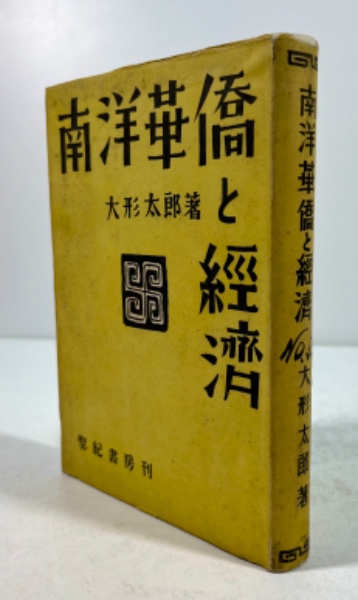 南洋華僑
と
經濟
大形太郎著
聖紀書房刊
南洋華僑と經濟
大形太郎著